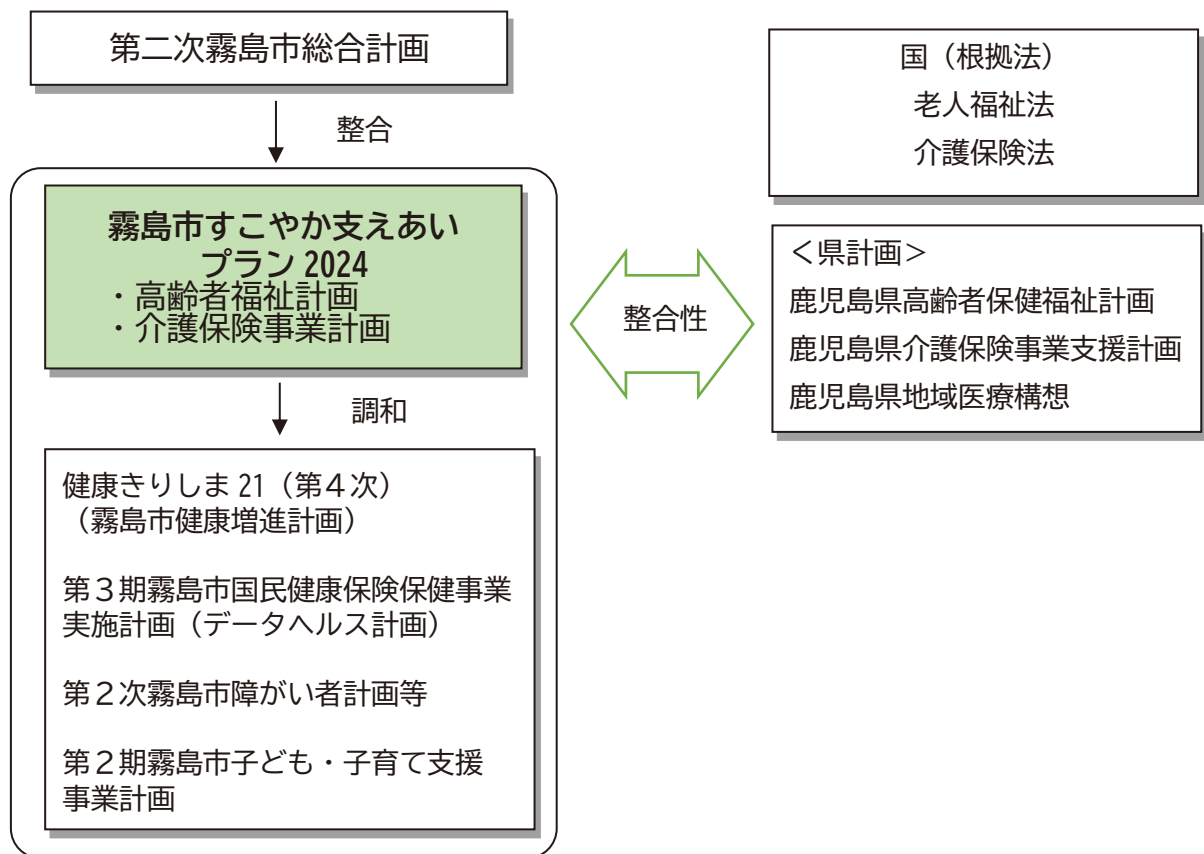 第二次霧島市総合計画
整合
霧島市すこやか支えあい
プラン 2024
・高齢者福祉計画
・介護保険事業計画
調和
健康きりしま 21（第４次）
（霧島市健康増進計画）
第３期霧島市国民健康保険保健事業
実施計画（データヘルス計画）
第２次霧島市障がい者計画等
第２期霧島市子ども・子育て支援
事業計画
整合性
国（根拠法）
老人福祉法
介護保険法
＜県計画＞
鹿児島県高齢者保健福祉計画
鹿児島県介護保険事業支援計画
鹿児島県地域医療構想